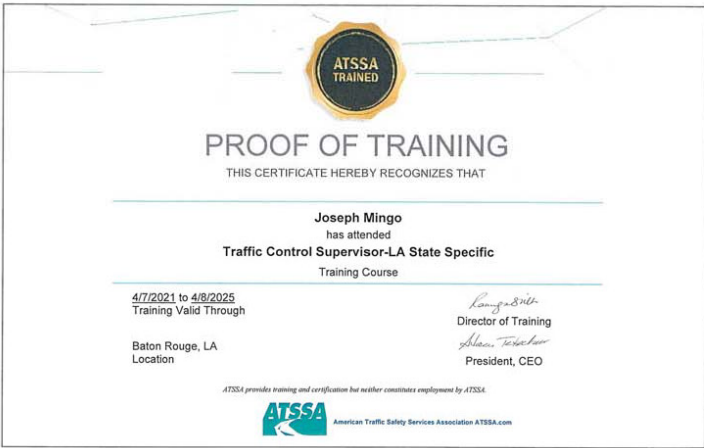 ATSSA
TRAINED
PROOF OF TRAINING
THIS CERTIFICATE HEREBY RECOGNIZES THAT
Joseph Mingo
has attended
Traffic Control Supervisor-LA State Specific
Training Course
4/7/2021 to 4/8/2025
Training Valid Through
Director of Training
Baton Rouge, LA
Location
President, CEO
ATSSA provides training and certification but neither constitutes employment by ATSSA.
ATSSA
American Traffic Safety Services Association ATSSA.com